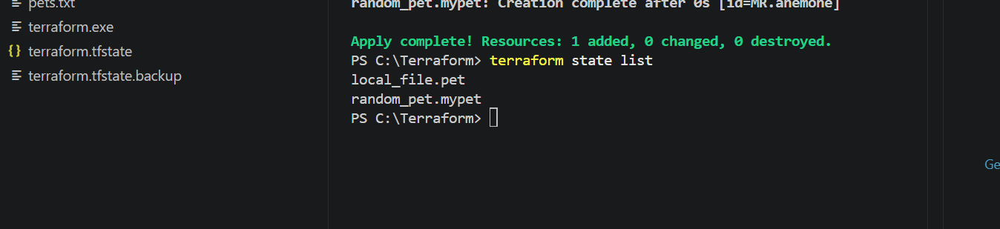 pets.txt
terraform.exe
terraform.tfstate
terraform.tfstate.backup
random_pet.mypet: Creation complete after 0s [id=MR.anemone]
Apply complete! Resources: 1 added, 0 changed, 0 destroyed.
PS C:\Terraform> terraform state list
local_file.pet
random_pet.mypet
PS C:\Terraform>
Ge